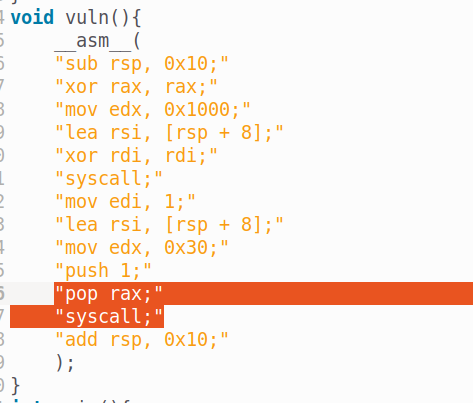 void vuln(){
__asm__(
"sub rsp, 0x10;"
"xor rax, rax;"
"mov edx, 0x1000;"
"lea rsi, [rsp + 8];"
"xor rdi, rdi;"
"syscall;"
"mov edi, 1;"
"lea rsi, [rsp + 8];"
"mov edx, 0x30;"
"push 1;"
"pop rax;"
"syscall;"
"add rsp, 0x10;"
);
}